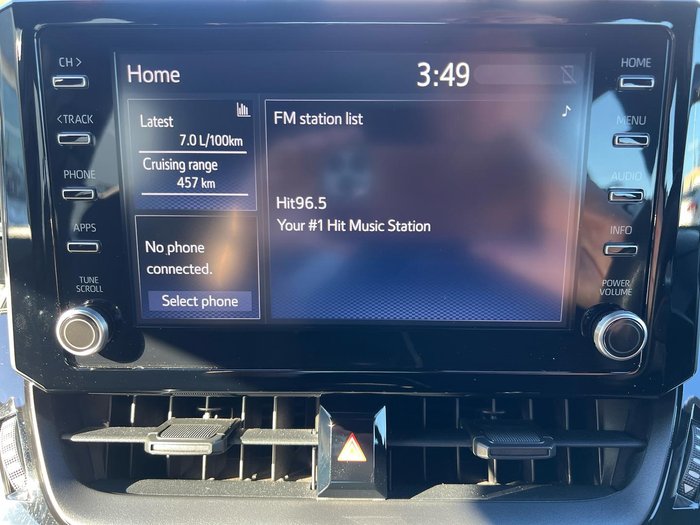 CH >
HOME
Home
3:49
<TRACK
MENU
Latest
7.0 L/100km
Cruising range
457 km
FM station list
PHONE
AUDIO
Hit96.5
Your #1 Hit Music Station
APPS
INFO
No phone
connected.
Select phone
TUNE
SCROLL
POWER
VOLUME